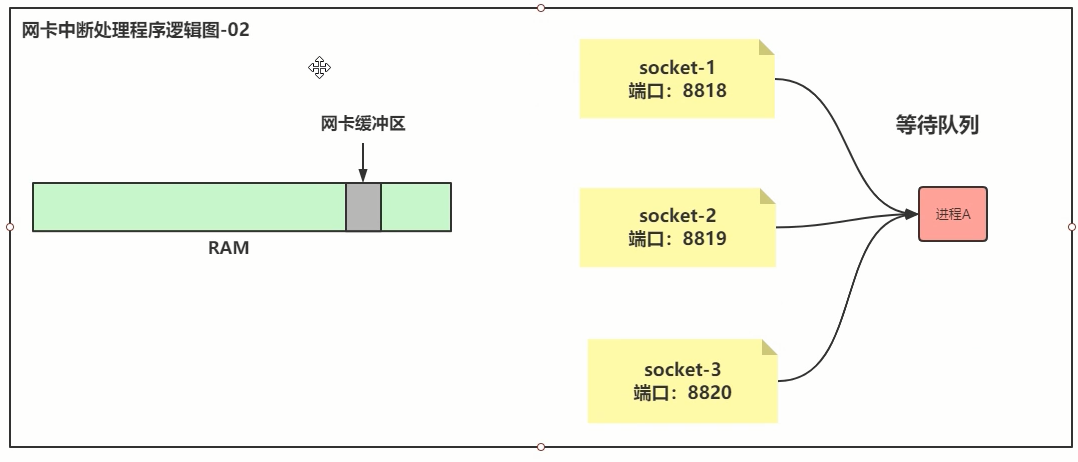 网卡中断处理程序逻辑图-02
网卡缓冲区
RAM
socket-1
端口：8818
socket-2
端口：8819
socket-3
端口：8820
等待队列
进程A